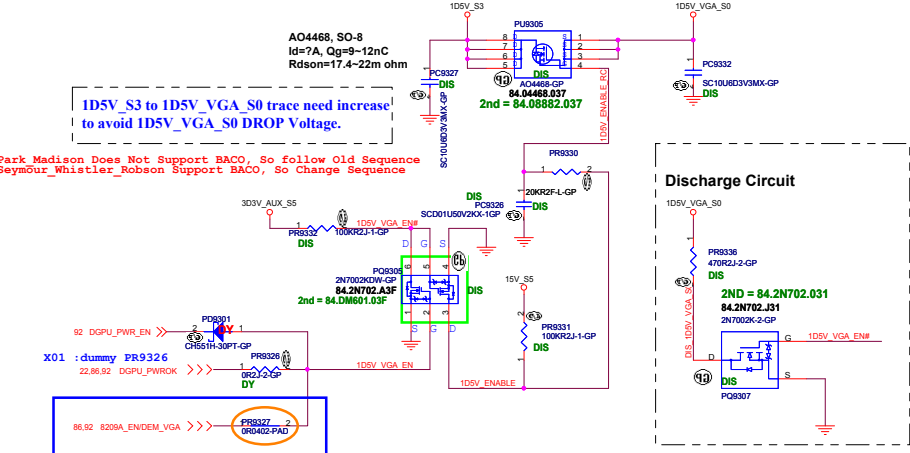 1D5V_S3
1D5V_VGA_S0
PU9305
AO4468, SO-8
Id=?A, Qg=9~12nC
Rdson=17.4~22m ohm
8 D S 1
7 D S 2
6 D S 3
5 D G 4
PC9327
DIS
SC10U6D3V3MX-GP
DIS
AO4468-GP
84.04468.037
2nd = 84.08882.037
1D5V_ENABLE_RC
PC9332
SC10U6D3V3MX-GP
DIS
1D5V_S3 to 1D5V_VGA_S0 trace need increase
to avoid 1D5V_VGA_S0 DROP Voltage.
Park_Madison Does Not Support BACO, So follow Old Sequence
Seymour_Whistler_Robson Support BACO, So Change Sequence
PR9330
1 2
20KR2F-L-GP
DIS
PC9326
DIS
SCD01U50V2KX-1GP
3D3V_AUX_S5
1D5V_VGA_EN#
1
PR9332
100KR2J-1-GP
DIS
D G S
6 5 4
PQ9305
2N7002KDW-GP
84.2N702.A3F
2nd = 84.DM601.03F
DIS
1 2 3
S G D
15V_S5
PR9331
100KR2J-1-GP
DIS
1
PD9301
92 DGPU_PWR_EN
2 1
DY
CH551H-30PT-GP
X01 :dummy PR9326
PR9326
22,86,92 DGPU_PWROK
1
0R2J-2-GP
DY
1D5V_VGA_EN
1D5V_ENABLE
86,92 8209A_EN/DEM_VGA
1 PR9327 2
0R0402-PAD
Discharge Circuit
1D5V_VGA_S0
1
PR9336
470R2J-2-GP
DIS
DIS_1D5V_VGA_S0
2ND = 84.2N702.031
84.2N702.J31
2N7002K-2-GP
G
1D5V_VGA_EN#
D
S
DIS
PQ9307